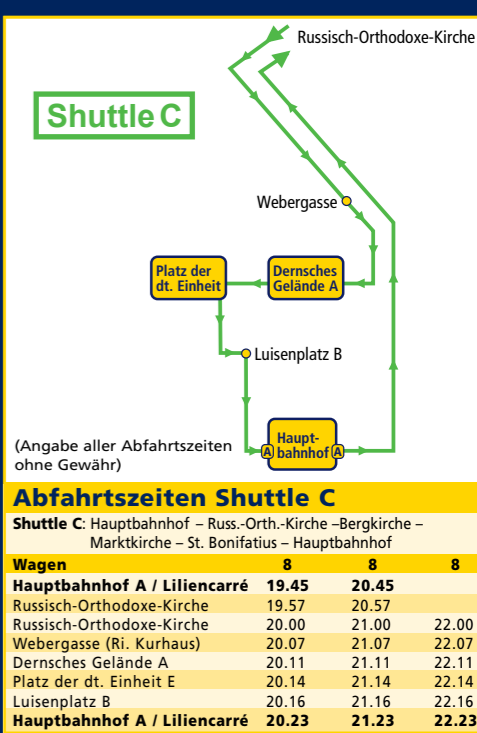 Russisch-Orthodoxe-Kirche
Shuttle C
Webergasse
Platz der
dt. Einheit
Dernsches
Gelände A
Luisenplatz B
Haupt-
A bahnhof A
(Angabe aller Abfahrtszeiten
ohne Gewähr)
Abfahrtszeiten Shuttle C
Shuttle C: Hauptbahnhof – Russ.-Orth.-Kirche –Bergkirche –
Marktkirche – St. Bonifatius – Hauptbahnhof
Wagen 8 8 8
Hauptbahnhof A / Liliencarré 19.45 20.45
Russisch-Orthodoxe-Kirche 19.57 20.57
Russisch-Orthodoxe-Kirche 20.00 21.00 22.00
Webergasse (Ri. Kurhaus) 20.07 21.07 22.07
Dernsches Gelände A 20.11 21.11 22.11
Platz der dt. Einheit E 20.14 21.14 22.14
Luisenplatz B 20.16 21.16 22.16
Hauptbahnhof A / Liliencarré 20.23 21.23 22.23